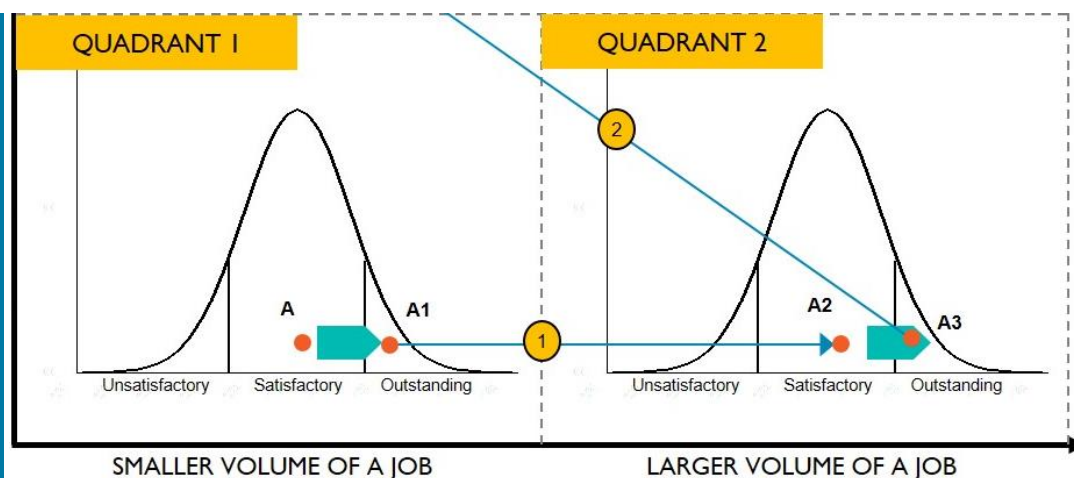 QUADRANT 1
QUADRANT 2
2
A
A1
A2
A3
1
Unsatisfactory Satisfactory Outstanding
Unsatisfactory Satisfactory Outstanding
SMALLER VOLUME OF A JOB
LARGER VOLUME OF A JOB